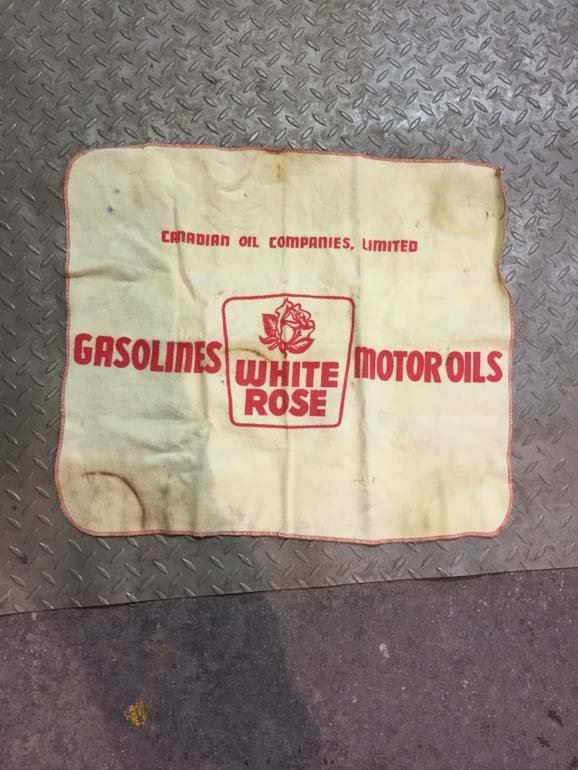 CANADIAN OIL COMPANIES, LIMITED
GASOLINES
WHITE
ROSE
MOTOR OILS